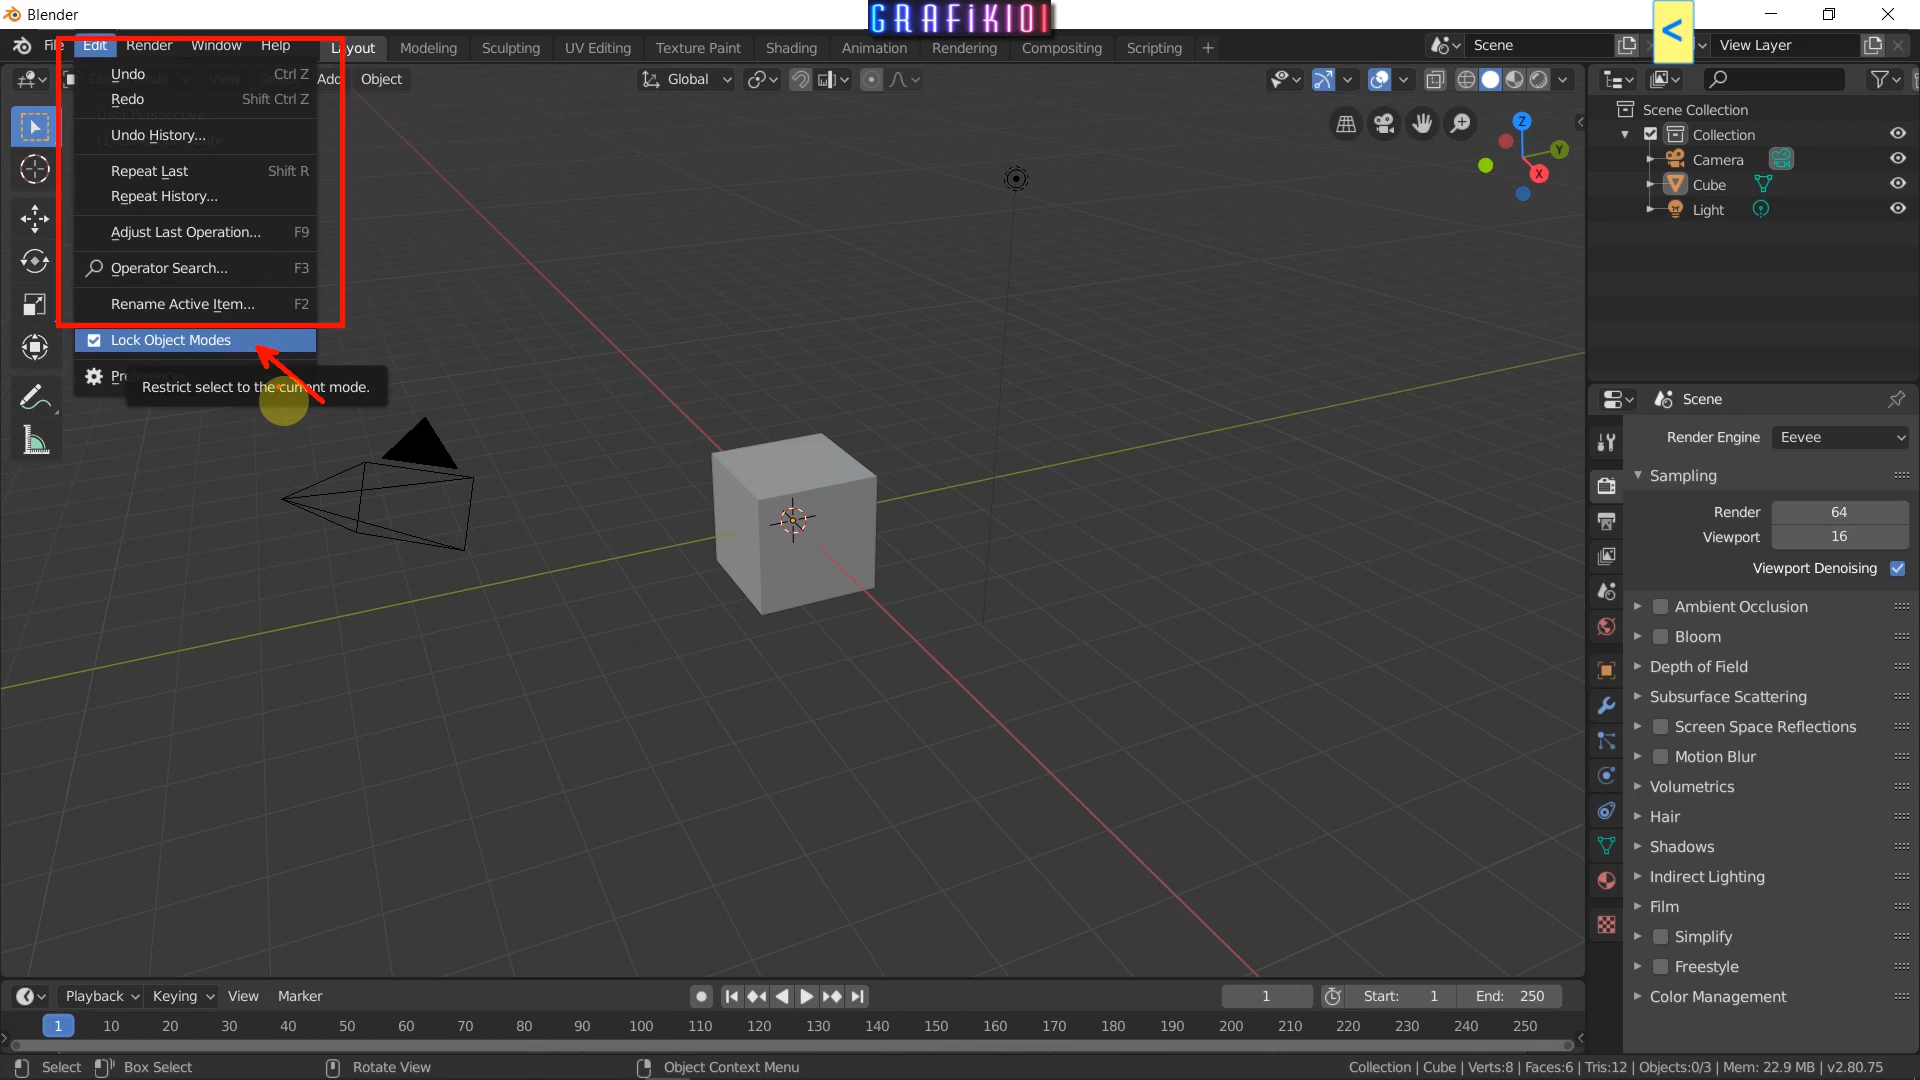 Blender
GRAFiK101
<
File Edit Render Window Help Layout Modeling Sculpting UV Editing Texture Paint Shading Animation Rendering Compositing Scripting +
Scene
View Layer
Add Object
Global
Undo Ctrl Z
Redo Shift Ctrl Z
Undo History...
Repeat Last Shift R
Repeat History...
Adjust Last Operation... F9
Operator Search... F3
Rename Active Item... F2
Lock Object Modes
Restrict select to the current mode.
Z
Y
X
Scene Collection
Collection
Camera
Cube
Light
Scene
Render Engine Eevee
Sampling
Render 64
Viewport 16
Viewport Denoising
Ambient Occlusion
Bloom
Depth of Field
Subsurface Scattering
Screen Space Reflections
Motion Blur
Volumetrics
Hair
Shadows
Indirect Lighting
Film
Simplify
Freestyle
Color Management
Playback Keying View Marker
1 Start: 1 End: 250
1 10 20 30 40 50 60 70 80 90 100 110 120 130 140 150 160 170 180 190 200 210 220 230 240 250
Select Box Select Rotate View Object Context Menu
Collection | Cube | Verts:8 | Faces:6 | Tris:12 | Objects:0/3 | Mem: 22.9 MB | v2.80.75